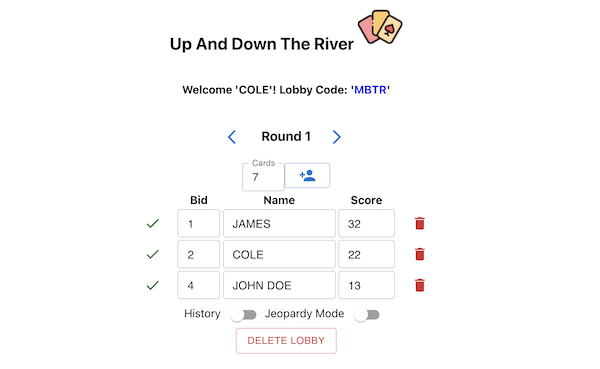 Up And Down The River
Welcome 'COLE'! Lobby Code: 'MBTR'
Round 1
Cards
7
Bid Name Score
1 JAMES 32
2 COLE 22
4 JOHN DOE 13
History Jeopardy Mode
DELETE LOBBY